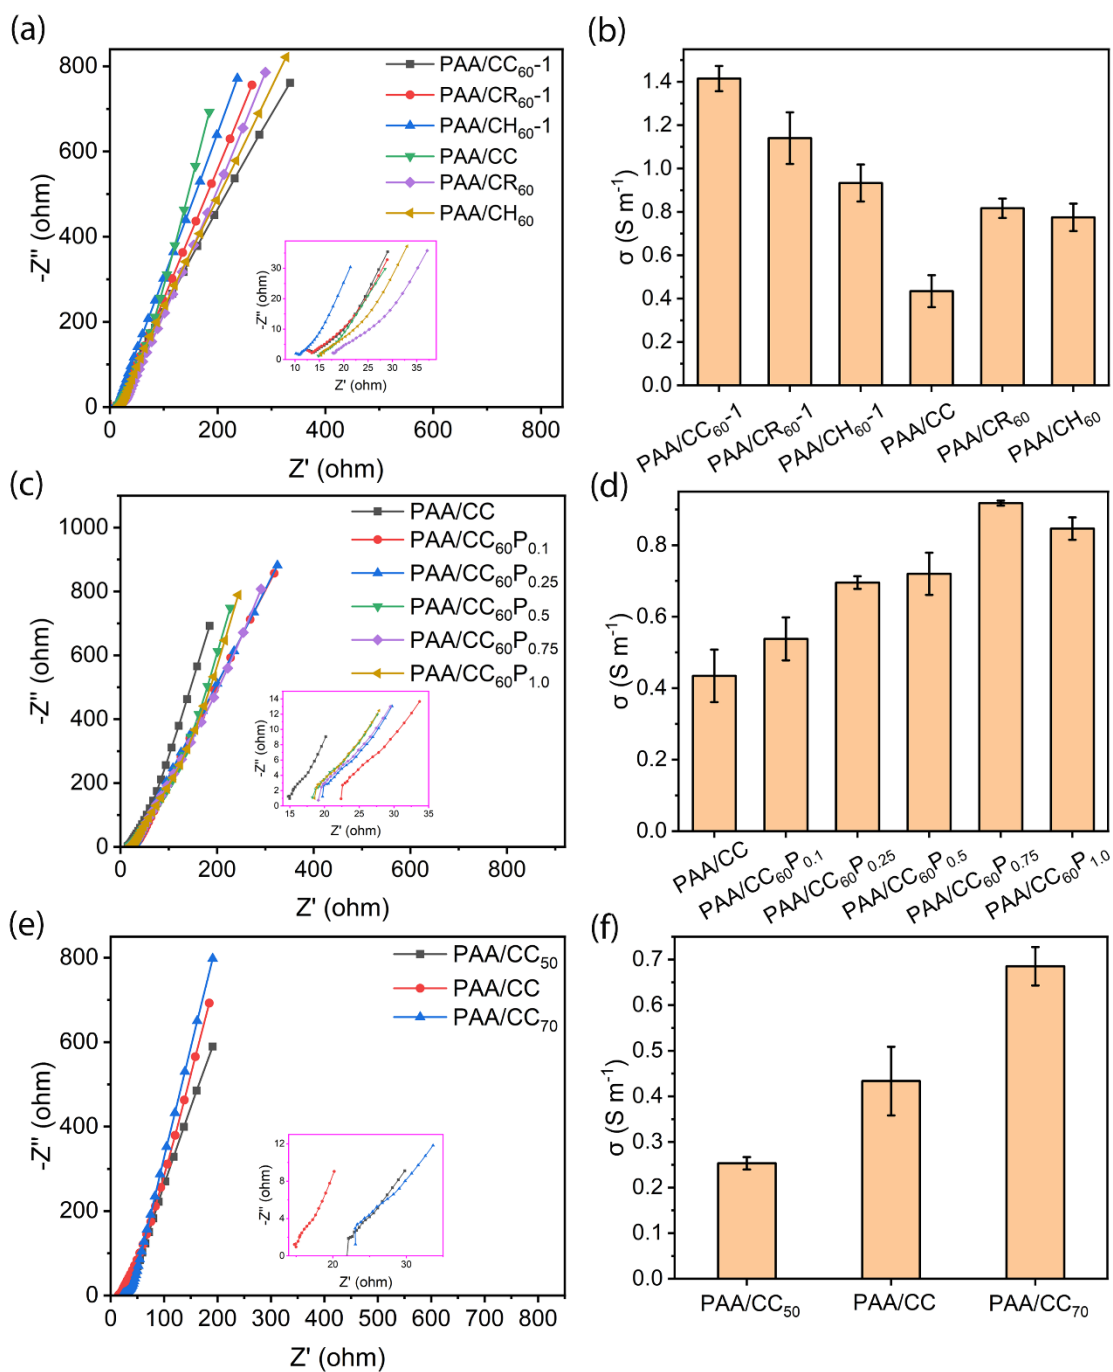 (a)
-Z'' (ohm)
800
600
400
200
0
0 200 400 600 800
Z' (ohm)
PAA/CC₆₀-1
PAA/CR₆₀-1
PAA/CH₆₀-1
PAA/CC
PAA/CR₆₀
PAA/CH₆₀
-Z'' (ohm)
30
20
10
0
10 15 20 25 30 35
Z' (ohm)
(b)
σ (S m⁻¹)
1.4
1.2
1.0
0.8
0.6
0.4
0.2
0.0
PAA/CC₆₀-1
PAA/CR₆₀-1
PAA/CH₆₀-1
PAA/CC
PAA/CR₆₀
PAA/CH₆₀
(c)
-Z'' (ohm)
1000
800
600
400
200
0
0 200 400 600 800
Z' (ohm)
PAA/CC
PAA/CC₆₀P₀.₁
PAA/CC₆₀P₀.₂₅
PAA/CC₆₀P₀.₅
PAA/CC₆₀P₀.₇₅
PAA/CC₆₀P₁.₀
-Z'' (ohm)
14
12
10
8
6
4
2
0
15 20 25 30 35
Z' (ohm)
(d)
σ (S m⁻¹)
0.8
0.6
0.4
0.2
0.0
PAA/CC
PAA/CC₆₀P₀.₁
PAA/CC₆₀P₀.₂₅
PAA/CC₆₀P₀.₅
PAA/CC₆₀P₀.₇₅
PAA/CC₆₀P₁.₀
(e)
-Z'' (ohm)
800
600
400
200
0
0 100 200 300 400 500 600 700 800
Z' (ohm)
PAA/CC₅₀
PAA/CC
PAA/CC₇₀
-Z'' (ohm)
12
8
4
0
20 30
Z' (ohm)
(f)
σ (S m⁻¹)
0.7
0.6
0.5
0.4
0.3
0.2
0.1
0.0
PAA/CC₅₀
PAA/CC
PAA/CC₇₀